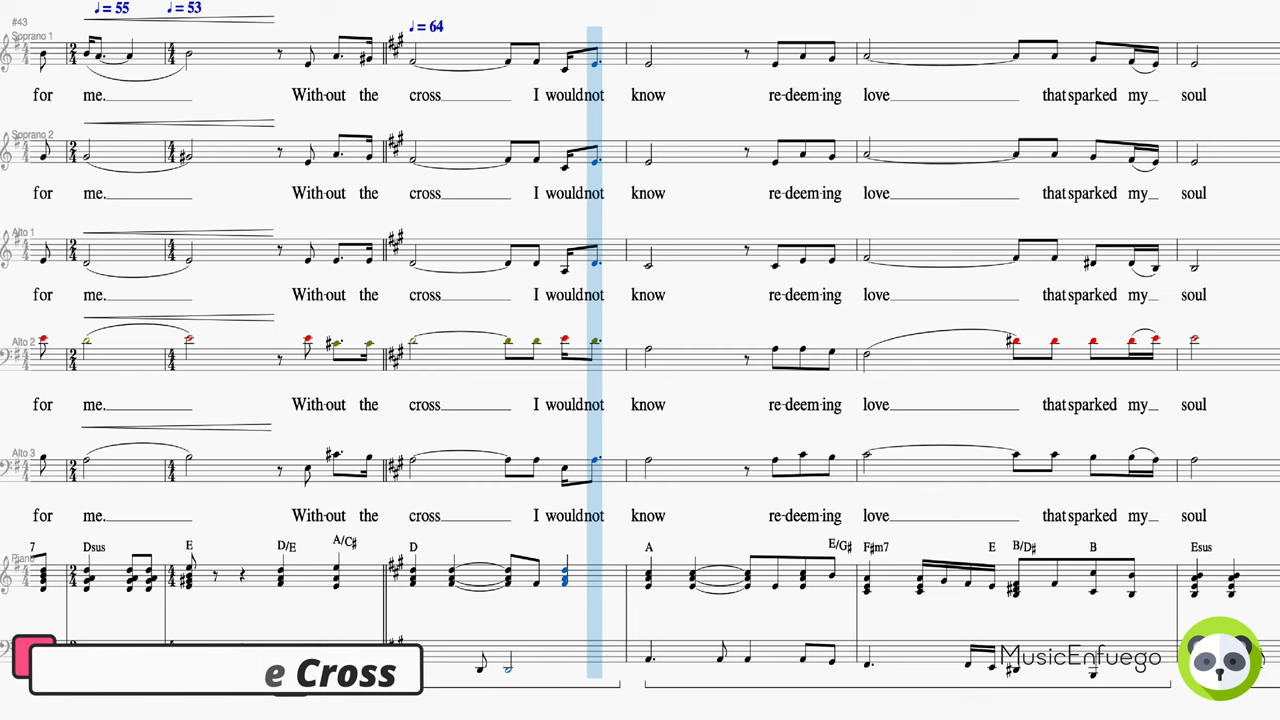 ♩= 55 ♩= 53
#43
♩= 64
Soprano 1
for me. With-out the cross I would not know re-deem-ing love that sparked my soul
Soprano 2
for me. With-out the cross I would not know re-deem-ing love that sparked my soul
Alto 1
for me. With-out the cross I would not know re-deem-ing love that sparked my soul
Alto 2
for me. With-out the cross I would not know re-deem-ing love that sparked my soul
Alto 3
for me. With-out the cross I would not know re-deem-ing love that sparked my soul
7 Dsus E D/E A/C# D A E/G# F#m7 E B/D# B Esus
Piano
e Cross
MusicEnfuego